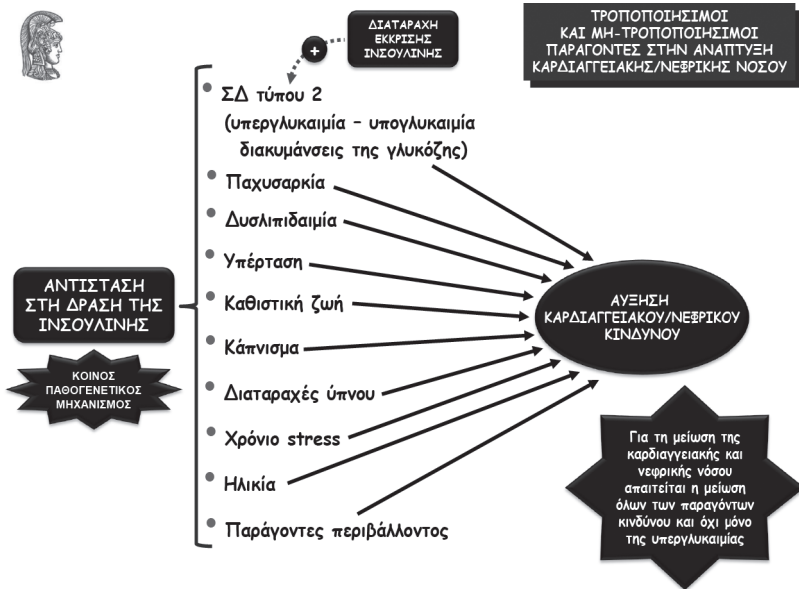 ΔΙΑΤΑΡΑΧΗ
ΕΚΚΡΙΣΗΣ
ΙΝΣΟΥΛΙΝΗΣ
+
ΤΡΟΠΟΠΟΙΗΣΙΜΟΙ
ΚΑΙ ΜΗ-ΤΡΟΠΟΠΟΙΗΣΙΜΟΙ
ΠΑΡΑΓΟΝΤΕΣ ΣΤΗΝ ΑΝΑΠΤΥΞΗ
ΚΑΡΔΙΑΓΓΕΙΑΚΗΣ/ΝΕΦΡΙΚΗΣ ΝΟΣΟΥ
• ΣΔ τύπου 2
(υπεργλυκαιμία – υπογλυκαιμία
διακυμάνσεις της γλυκόζης)
• Παχυσαρκία
• Δυσλιπιδαιμία
• Υπέρταση
• Καθιστική ζωή
• Κάπνισμα
• Διαταραχές ύπνου
• Χρόνιο stress
• Ηλικία
• Παράγοντες περιβάλλοντος
ΑΝΤΙΣΤΑΣΗ
ΣΤΗ ΔΡΑΣΗ ΤΗΣ
ΙΝΣΟΥΛΙΝΗΣ
ΚΟΙΝΟΣ
ΠΑΘΟΓΕΝΕΤΙΚΟΣ
ΜΗΧΑΝΙΣΜΟΣ
ΑΥΞΗΣΗ
ΚΑΡΔΙΑΓΓΕΙΑΚΟΥ/ΝΕΦΡΙΚΟΥ
ΚΙΝΔΥΝΟΥ
Για τη μείωση της
καρδιαγγειακής και
νεφρικής νόσου
απαιτείται η μείωση
όλων των παραγόντων
κινδύνου και όχι μόνο
της υπεργλυκαιμίας